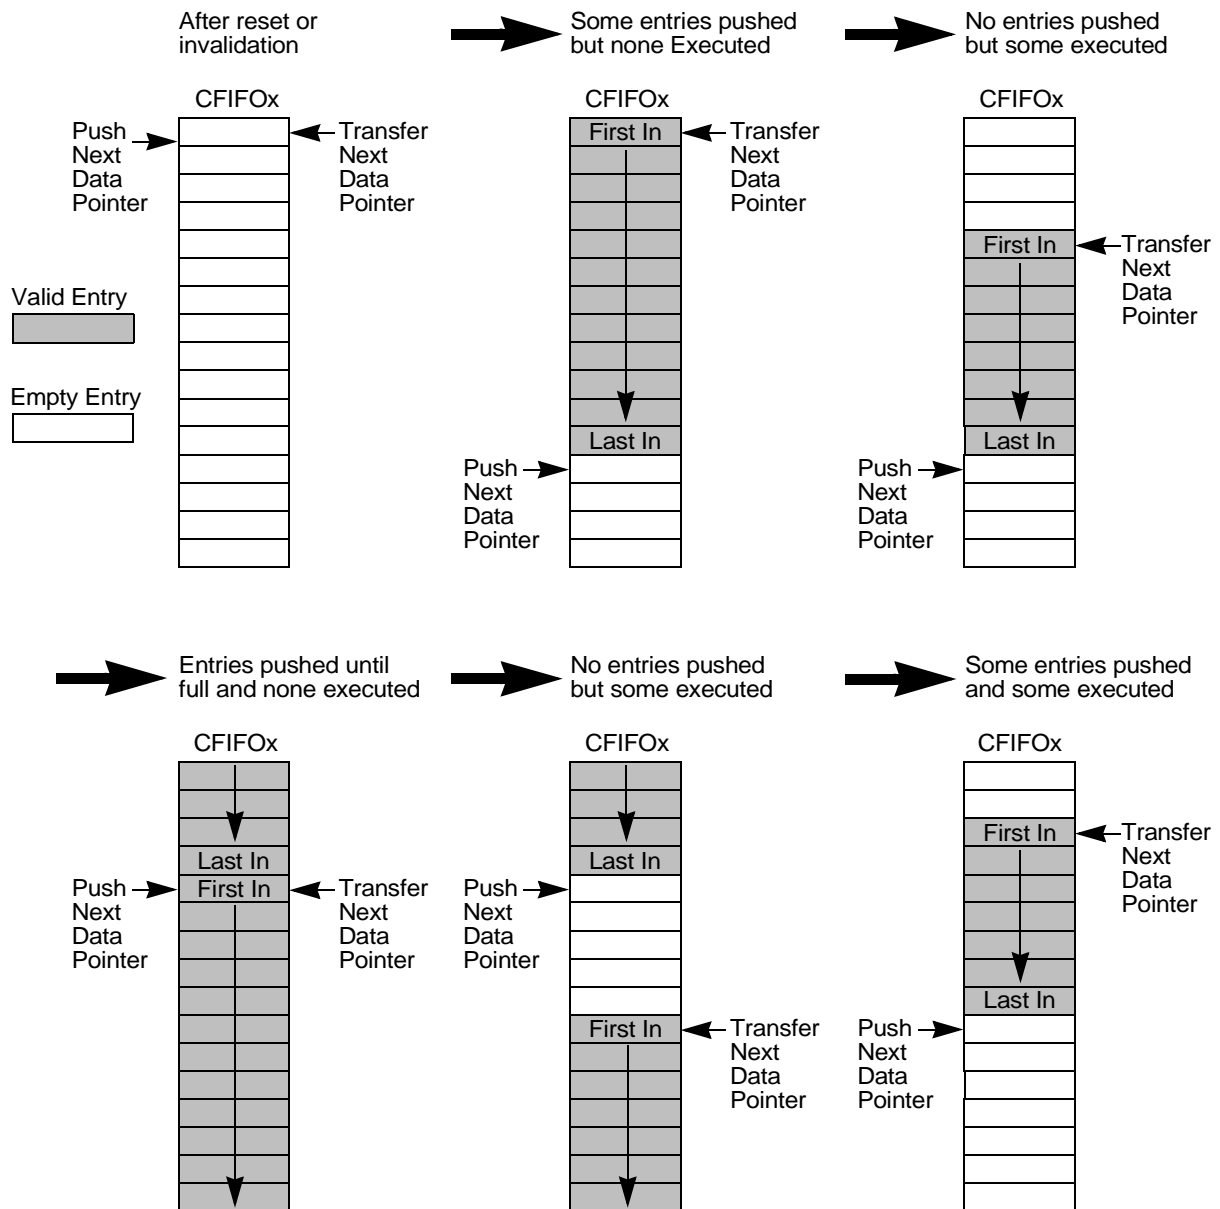 After reset or
invalidation
Some entries pushed
but none Executed
No entries pushed
but some executed
CFIFOx
CFIFOx
CFIFOx
Push
Next
Data
Pointer
Transfer
Next
Data
Pointer
First In
Last In
Transfer
Next
Data
Pointer
Push
Next
Data
Pointer
First In
Last In
Transfer
Next
Data
Pointer
Push
Next
Data
Pointer
Valid Entry
Empty Entry
Entries pushed until
full and none executed
No entries pushed
but some executed
Some entries pushed
and some executed
CFIFOx
CFIFOx
CFIFOx
Last In
First In
Push
Next
Data
Pointer
Transfer
Next
Data
Pointer
Last In
Push
Next
Data
Pointer
First In
Transfer
Next
Data
Pointer
First In
Transfer
Next
Data
Pointer
Last In
Push
Next
Data
Pointer